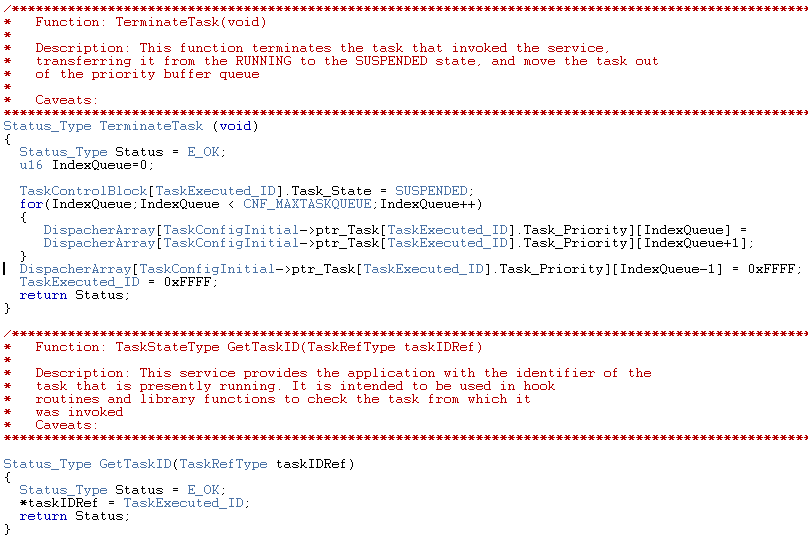 /****************************************************************************************************
*   Function: TerminateTask(void)
*
*   Description: This function terminates the task that invoked the service,
*   transferring it from the RUNNING to the SUSPENDED state, and move the task out
*   of the priority buffer queue
*
*   Caveats:
*****************************************************************************************************
Status_Type TerminateTask (void)
{
  Status_Type Status = E_OK;
  u16 IndexQueue=0;

  TaskControlBlock[TaskExecuted_ID].Task_State = SUSPENDED;
  for(IndexQueue;IndexQueue < CNF_MAXTASKQUEUE;IndexQueue++)
  {
     DispacherArray[TaskConfigInitial->ptr_Task[TaskExecuted_ID].Task_Priority][IndexQueue] =
     DispacherArray[TaskConfigInitial->ptr_Task[TaskExecuted_ID].Task_Priority][IndexQueue+1];
  }
  DispacherArray[TaskConfigInitial->ptr_Task[TaskExecuted_ID].Task_Priority][IndexQueue-1] = 0xFFFF;
  TaskExecuted_ID = 0xFFFF;
  return Status;
}

/****************************************************************************************************
*   Function: TaskStateType GetTaskID(TaskRefType taskIDRef)
*
*   Description: This service provides the application with the identifier of the
*   task that is presently running. It is intended to be used in hook
*   routines and library functions to check the task from which it
*   was invoked
*   Caveats:
*****************************************************************************************************

Status_Type GetTaskID(TaskRefType taskIDRef)
{
  Status_Type Status = E_OK;
  *taskIDRef = TaskExecuted_ID;
  return Status;
}